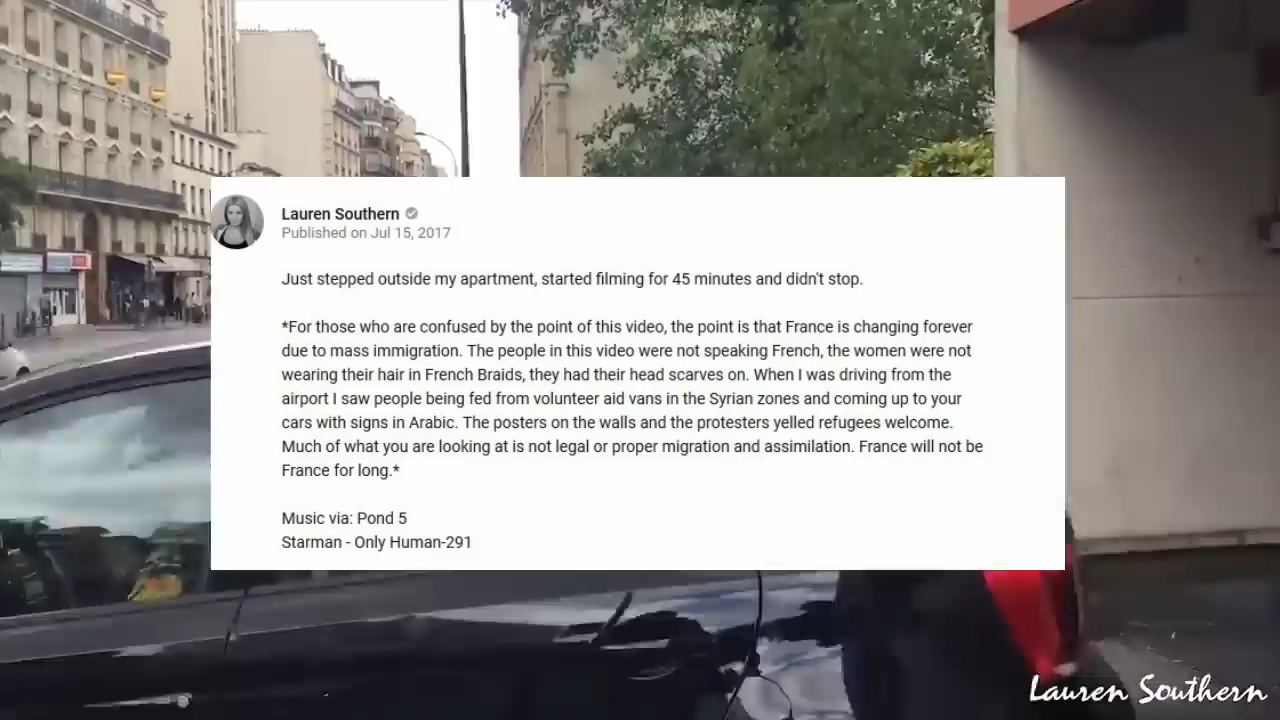 Lauren Southern
Published on Jul 15, 2017
Just stepped outside my apartment, started filming for 45 minutes and didn't stop.
*For those who are confused by the point of this video, the point is that France is changing forever
due to mass immigration. The people in this video were not speaking French, the women were not
wearing their hair in French Braids, they had their head scarves on. When I was driving from the
airport I saw people being fed from volunteer aid vans in the Syrian zones and coming up to your
cars with signs in Arabic. The posters on the walls and the protesters yelled refugees welcome.
Much of what you are looking at is not legal or proper migration and assimilation. France will not be
France for long.*
Music via: Pond 5
Starman - Only Human-291
Lauren Southern